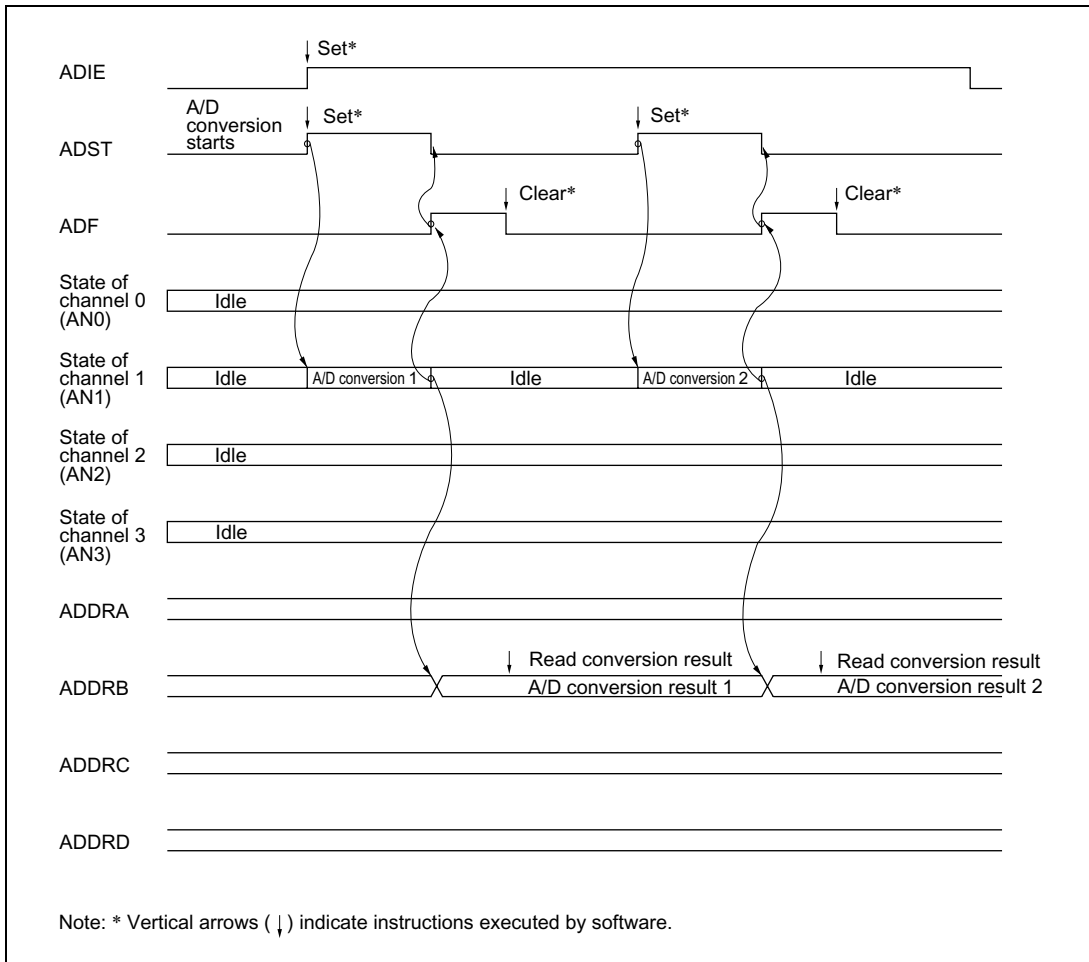 Set*
ADIE
A/D
conversion
starts
Set*
Set*
ADST
Clear*
Clear*
ADF
State of
channel 0
(AN0)
Idle
State of
channel 1
(AN1)
Idle
A/D conversion 1
Idle
A/D conversion 2
Idle
State of
channel 2
(AN2)
Idle
State of
channel 3
(AN3)
Idle
ADDRA
Read conversion result
Read conversion result
ADDRB
A/D conversion result 1
A/D conversion result 2
ADDRC
ADDRD
Note: * Vertical arrows (↓) indicate instructions executed by software.